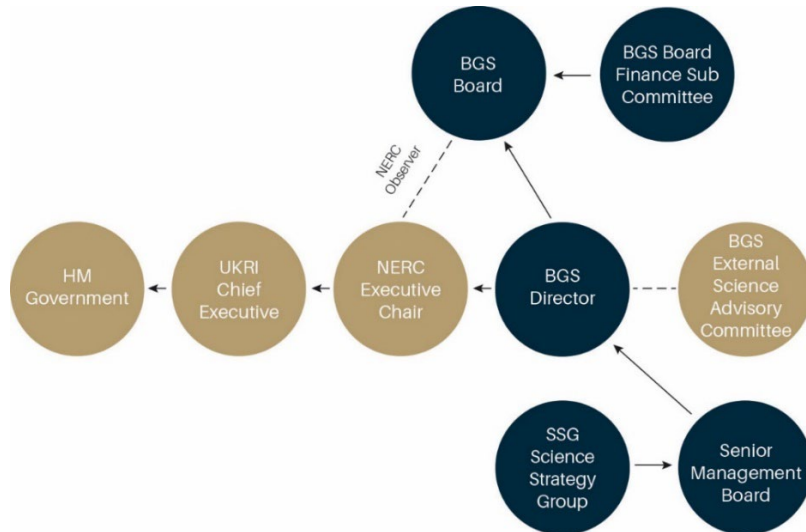 BGS
Board
BGS Board
Finance Sub
Committee
NERC
Observer
HM
Government
UKRI
Chief
Executive
NERC
Executive
Chair
BGS
Director
BGS
External
Science
Advisory
Committee
SSG
Science
Strategy
Group
Senior
Management
Board